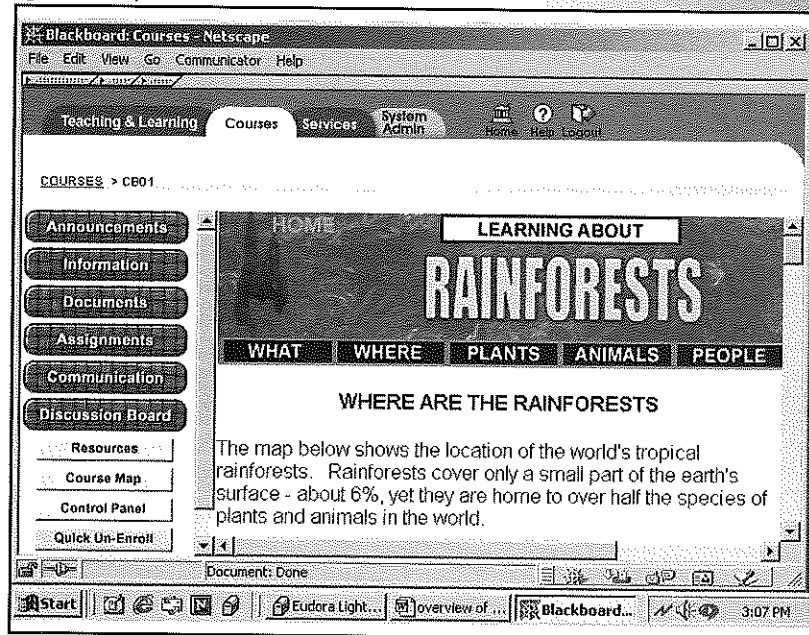 Blackboard: Courses - Netscape
File Edit View Go Communicator Help
Teaching & Learning Courses Services System Admin Home Help Logout
COURSES > CB01
Announcements
Information
Documents
Assignments
Communication
Discussion Board
Resources
Course Map
Control Panel
Quick Un-Enroll
HOME
LEARNING ABOUT
RAINFORESTS
WHAT WHERE PLANTS ANIMALS PEOPLE
WHERE ARE THE RAINFORESTS
The map below shows the location of the world's tropical
rainforests. Rainforests cover only a small part of the earth's
surface - about 6%, yet they are home to over half the species of
plants and animals in the world.
Document: Done
Start Eudora Light... overview of ... Blackboard... 3:07 PM